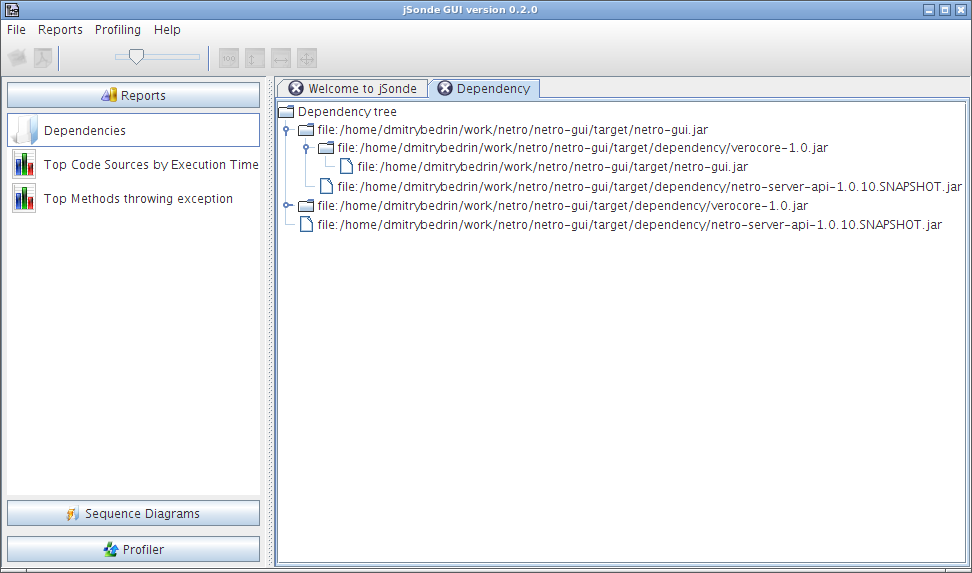 jSonde GUI version 0.2.0
File Reports Profiling Help
100
Reports
Dependencies
Top Code Sources by Execution Time
Top Methods throwing exception
Sequence Diagrams
Profiler
Welcome to jSonde
Dependency
Dependency tree
file:/home/dmitrybedrin/work/netro/netro-gui/target/netro-gui.jar
file:/home/dmitrybedrin/work/netro/netro-gui/target/dependency/verocore-1.0.jar
file:/home/dmitrybedrin/work/netro/netro-gui/target/netro-gui.jar
file:/home/dmitrybedrin/work/netro/netro-gui/target/dependency/netro-server-api-1.0.10.SNAPSHOT.jar
file:/home/dmitrybedrin/work/netro/netro-gui/target/dependency/verocore-1.0.jar
file:/home/dmitrybedrin/work/netro/netro-gui/target/dependency/netro-server-api-1.0.10.SNAPSHOT.jar